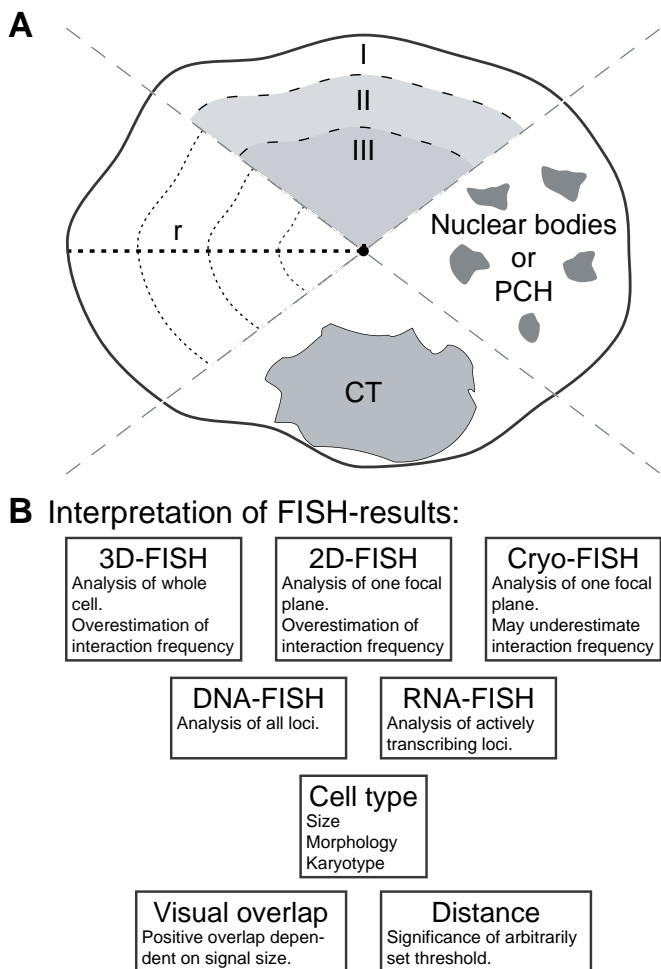 A
I
II
III
r
Nuclear bodies
or
PCH
CT
B Interpretation of FISH-results:
3D-FISH
Analysis of whole
cell.
Overestimation of
interaction frequency
2D-FISH
Analysis of one focal
plane.
Overestimation of
interaction frequency
Cryo-FISH
Analysis of one focal
plane.
May underestimate
interaction frequency
DNA-FISH
Analysis of all loci.
RNA-FISH
Analysis of actively
transcribing loci.
Cell type
Size
Morphology
Karyotype
Visual overlap
Positive overlap depen-
dent on signal size.
Distance
Significance of arbitrarily
set threshold.